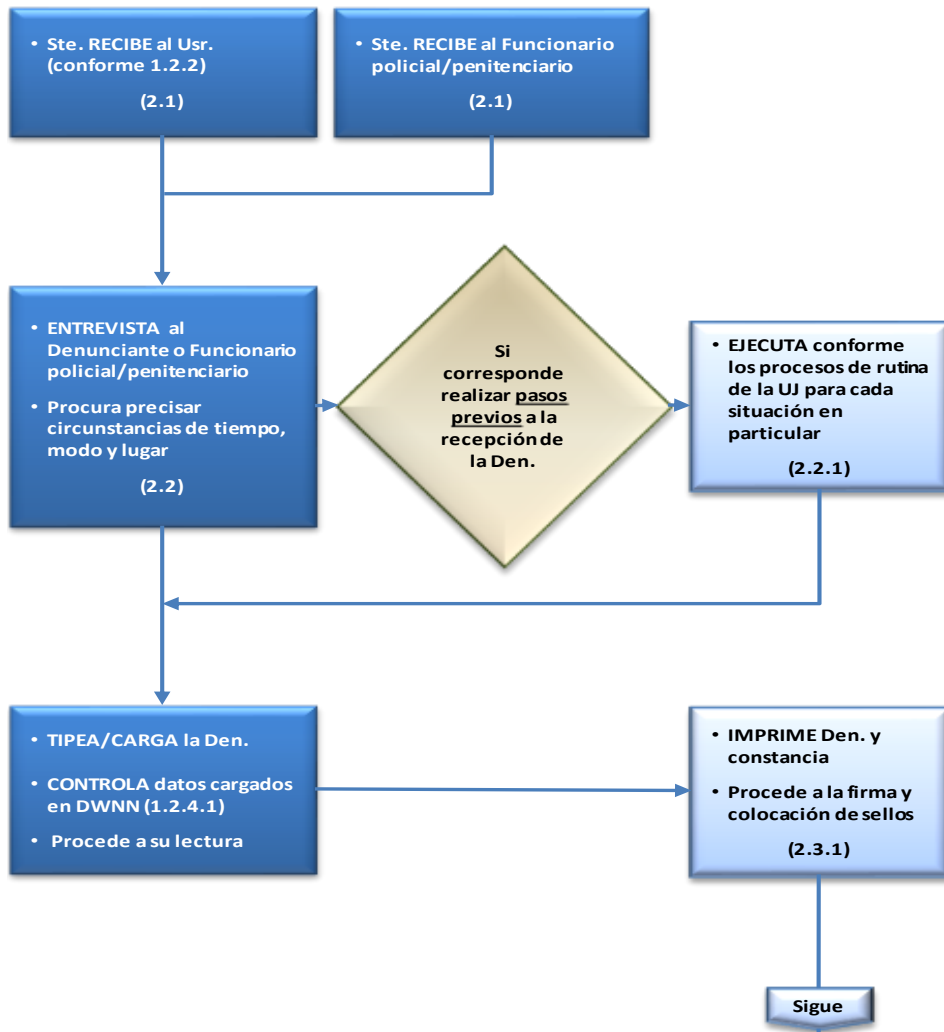 • Ste. RECIBE al Usr.
(conforme 1.2.2)
(2.1)
• Ste. RECIBE al Funcionario
policial/penitenciario
(2.1)
• ENTREVISTA al
Denunciante o Funcionario
policial/penitenciario
• Procura precisar
circunstancias de tiempo,
modo y lugar
(2.2)
Si
corresponde
realizar pasos
previos a la
recepción de
la Den.
• EJECUTA conforme
los procesos de rutina
de la UJ para cada
situación en
particular
(2.2.1)
• TIPEA/CARGA la Den.
• CONTROLA datos cargados
en DWNN (1.2.4.1)
• Procede a su lectura
• IMPRIME Den. y
constancia
• Procede a la firma y
colocación de sellos
(2.3.1)
Sigue